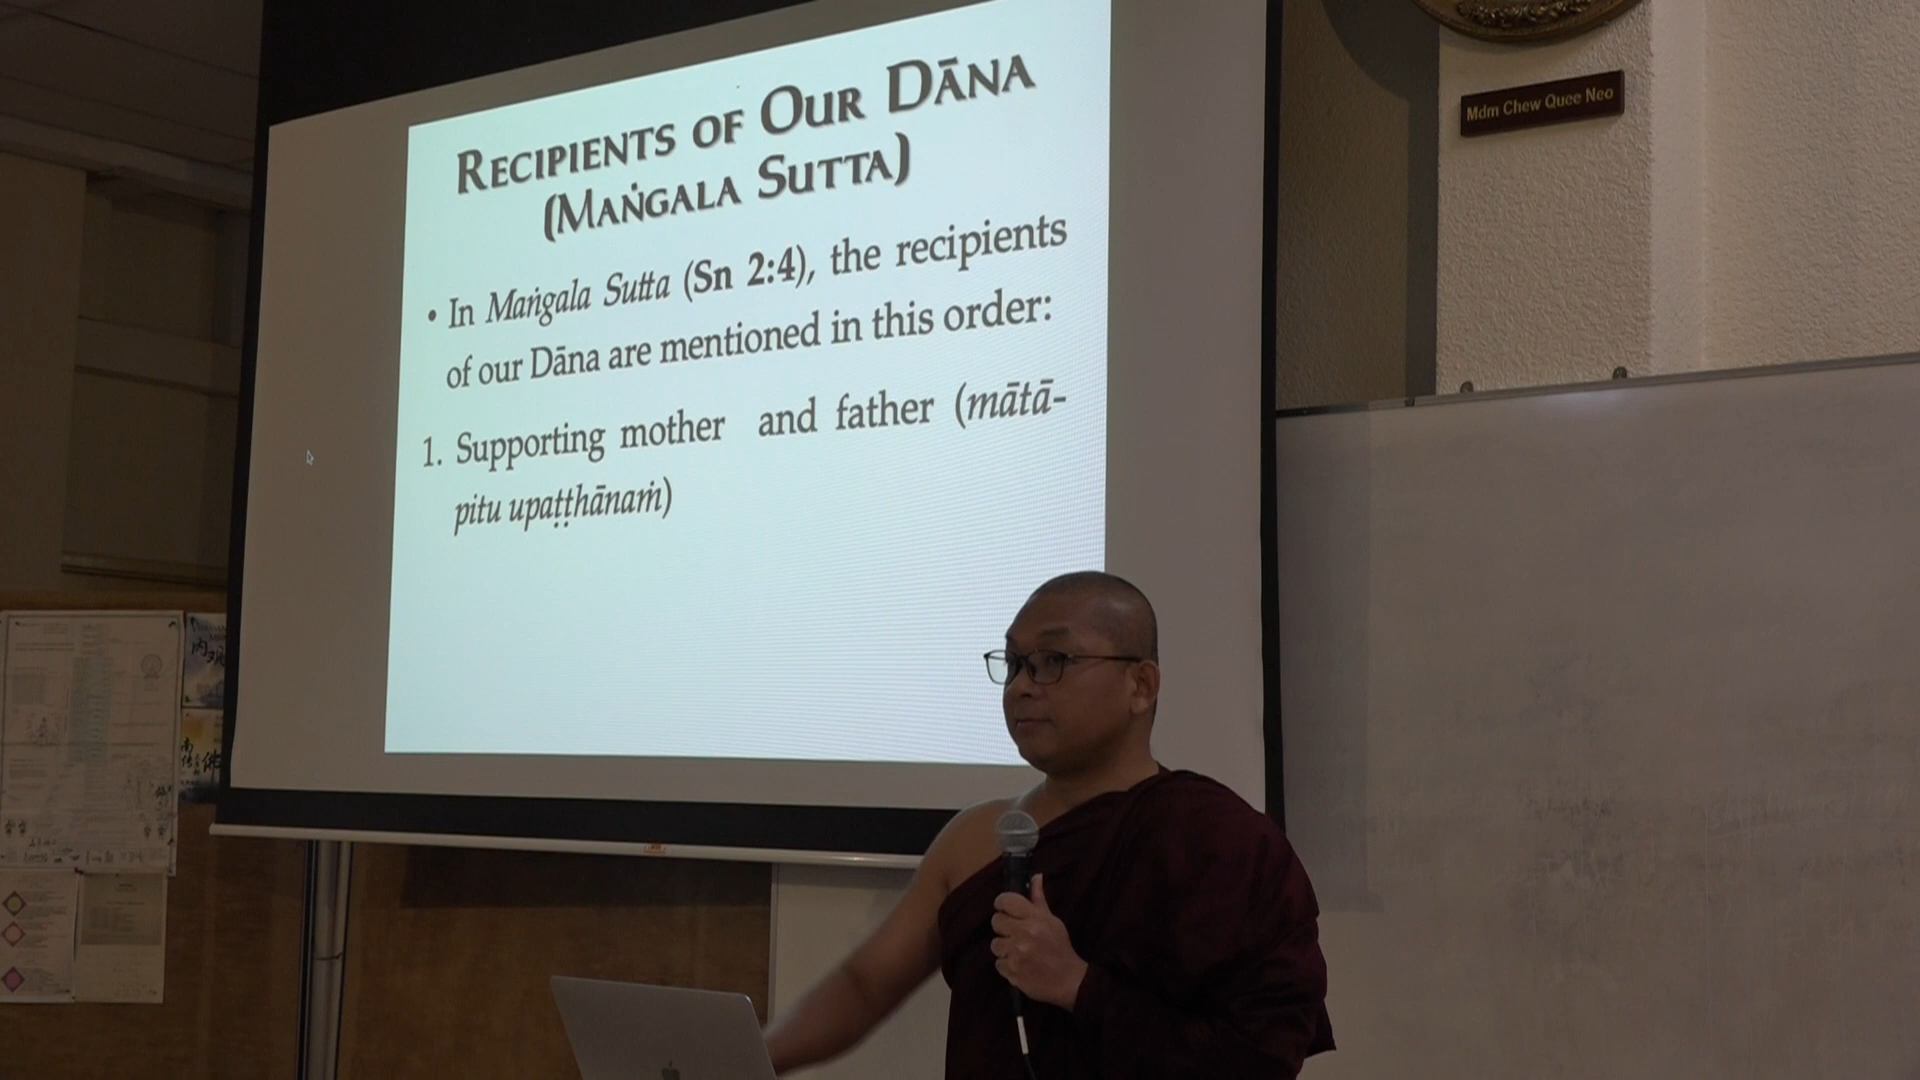 RECIPIENTS OF OUR DĀNA
(MAṄGALA SUTTA)
• In Maṅgala Sutta (Sn 2:4), the recipients
of our Dāna are mentioned in this order:
1. Supporting mother and father (mātā-
pitu upaṭṭhānaṁ)
Mdm Chew Quee Neo